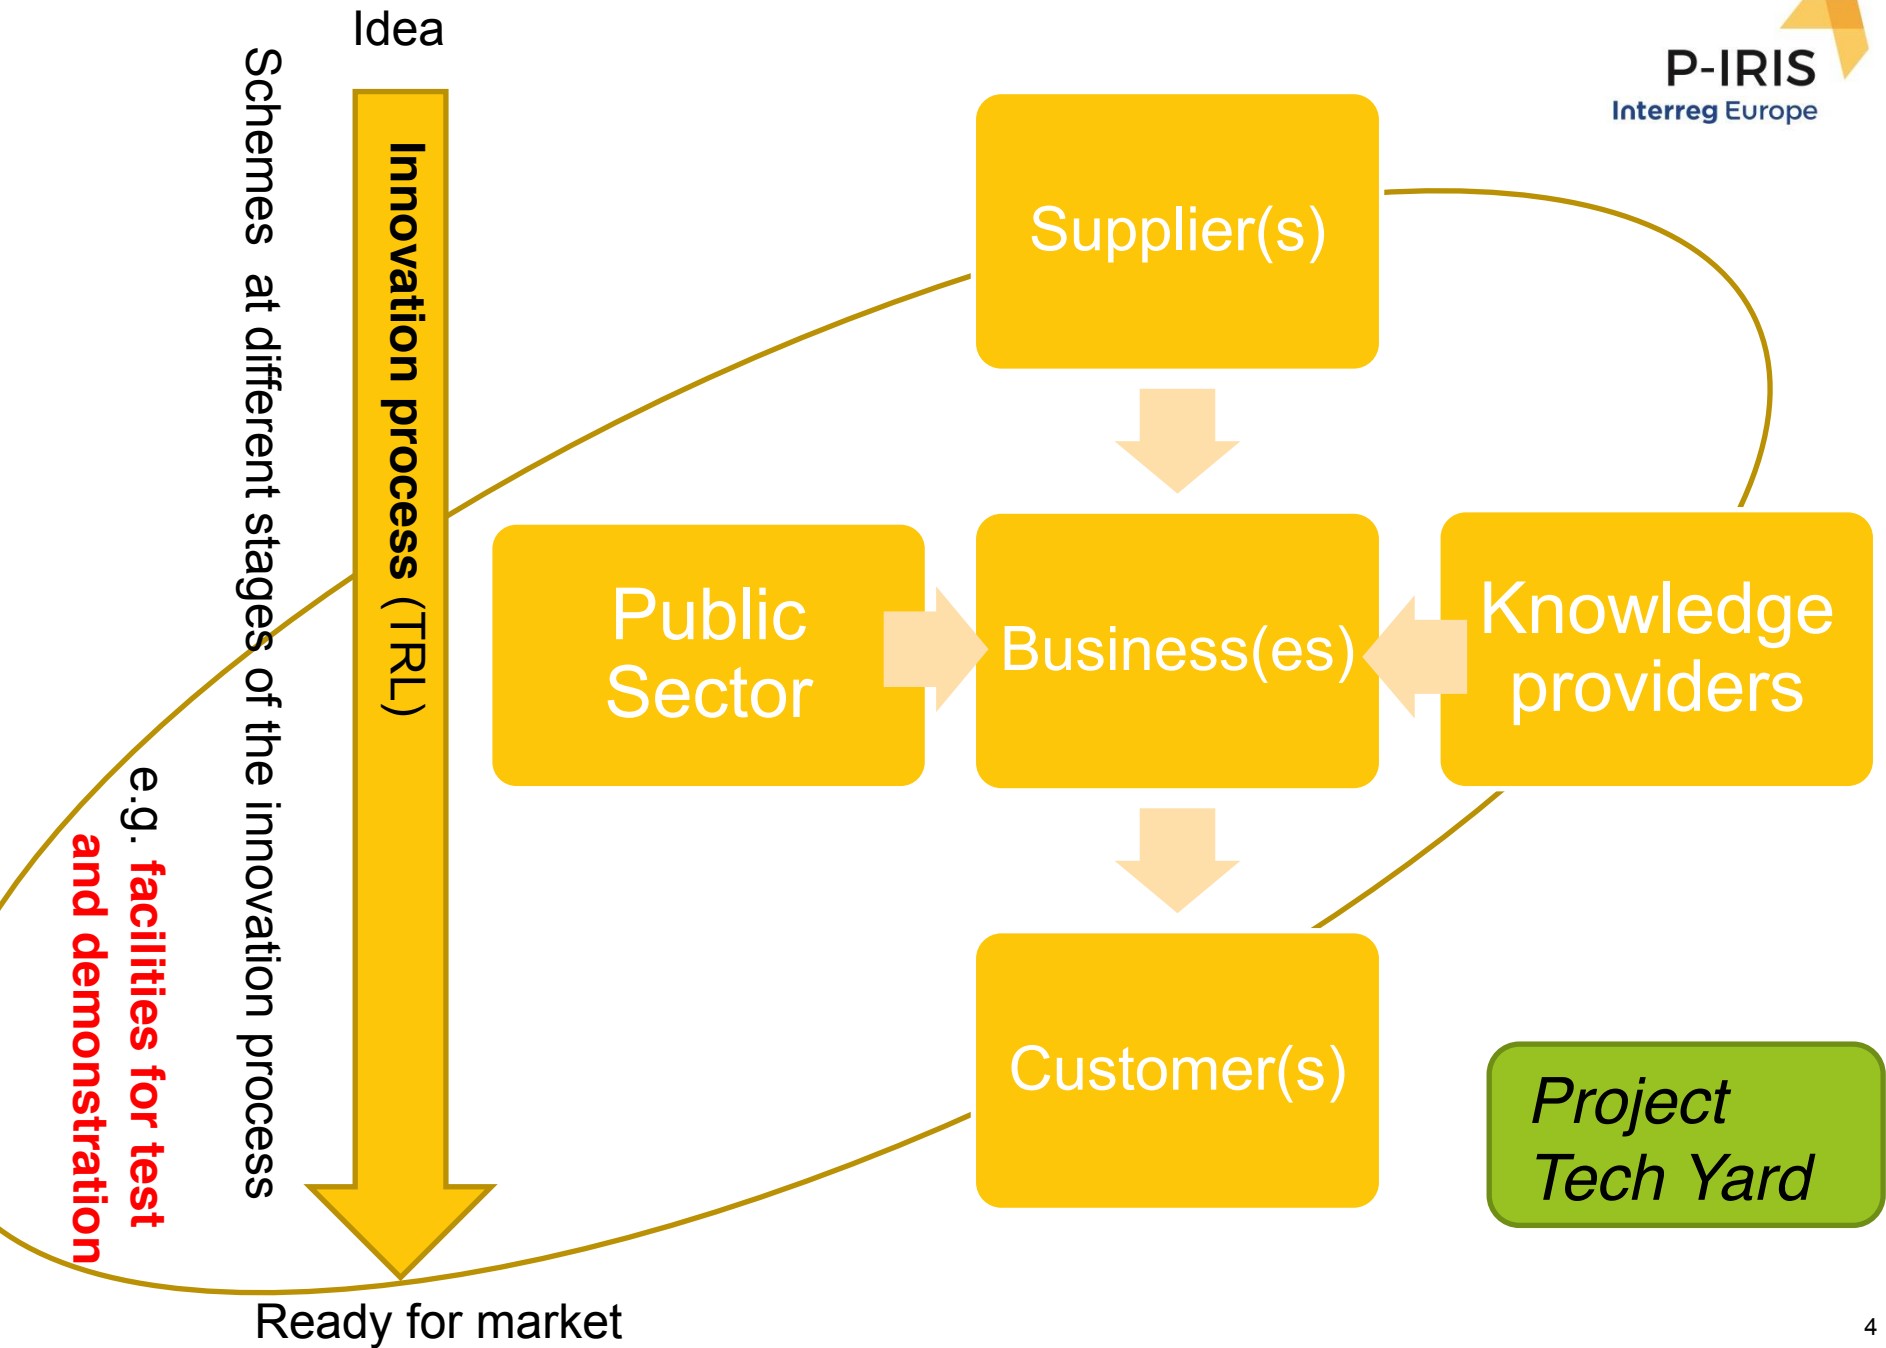 Idea
P-IRIS
Interreg Europe
Schemes at different stages of the innovation process
e.g. facilities for test
and demonstration
Innovation process (TRL)
Supplier(s)
Public
Sector
Business(es)
Knowledge
providers
Customer(s)
Project
Tech Yard
Ready for market
4